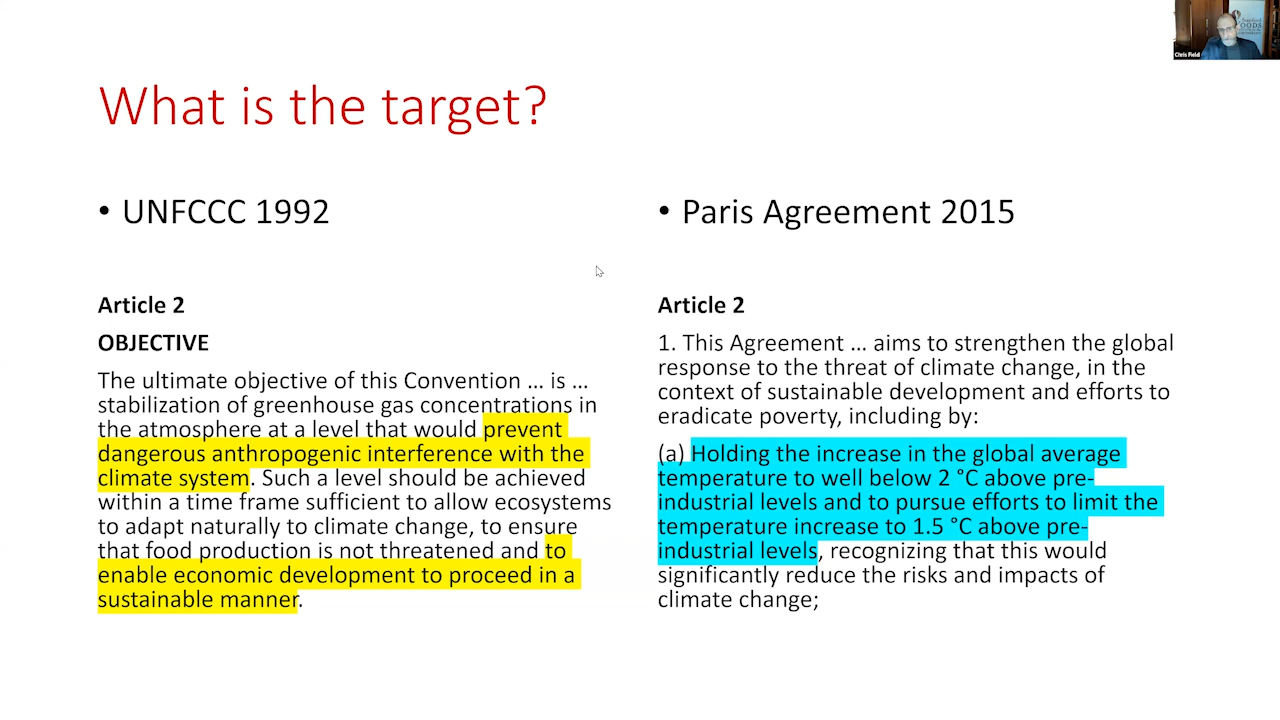 What is the target?
• UNFCCC 1992
Article 2
OBJECTIVE
The ultimate objective of this Convention … is …
stabilization of greenhouse gas concentrations in
the atmosphere at a level that would prevent
dangerous anthropogenic interference with the
climate system. Such a level should be achieved
within a time frame sufficient to allow ecosystems
to adapt naturally to climate change, to ensure
that food production is not threatened and to
enable economic development to proceed in a
sustainable manner.
• Paris Agreement 2015
Article 2
1. This Agreement … aims to strengthen the global
response to the threat of climate change, in the
context of sustainable development and efforts to
eradicate poverty, including by:
(a) Holding the increase in the global average
temperature to well below 2 °C above pre-
industrial levels and to pursue efforts to limit the
temperature increase to 1.5 °C above pre-
industrial levels, recognizing that this would
significantly reduce the risks and impacts of
climate change;
Chris Field